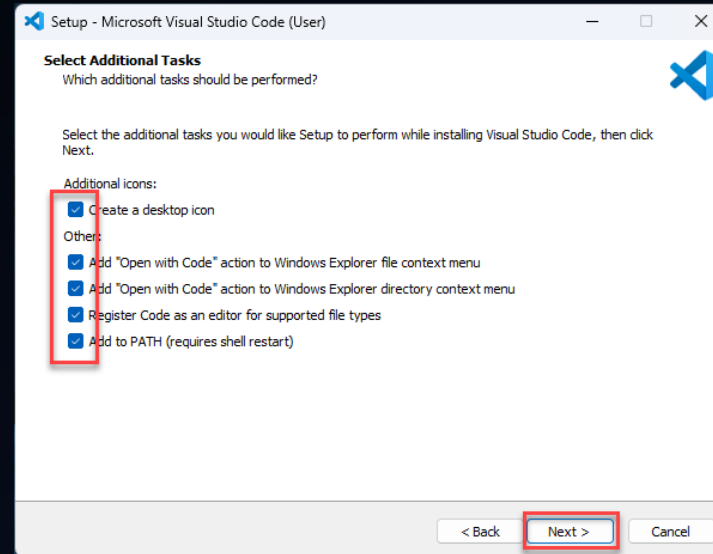 Setup - Microsoft Visual Studio Code (User)
Select Additional Tasks
Which additional tasks should be performed?
Select the additional tasks you would like Setup to perform while installing Visual Studio Code, then click
Next.
Additional icons:
Create a desktop icon
Other:
Add "Open with Code" action to Windows Explorer file context menu
Add "Open with Code" action to Windows Explorer directory context menu
Register Code as an editor for supported file types
Add to PATH (requires shell restart)
< Back Next > Cancel